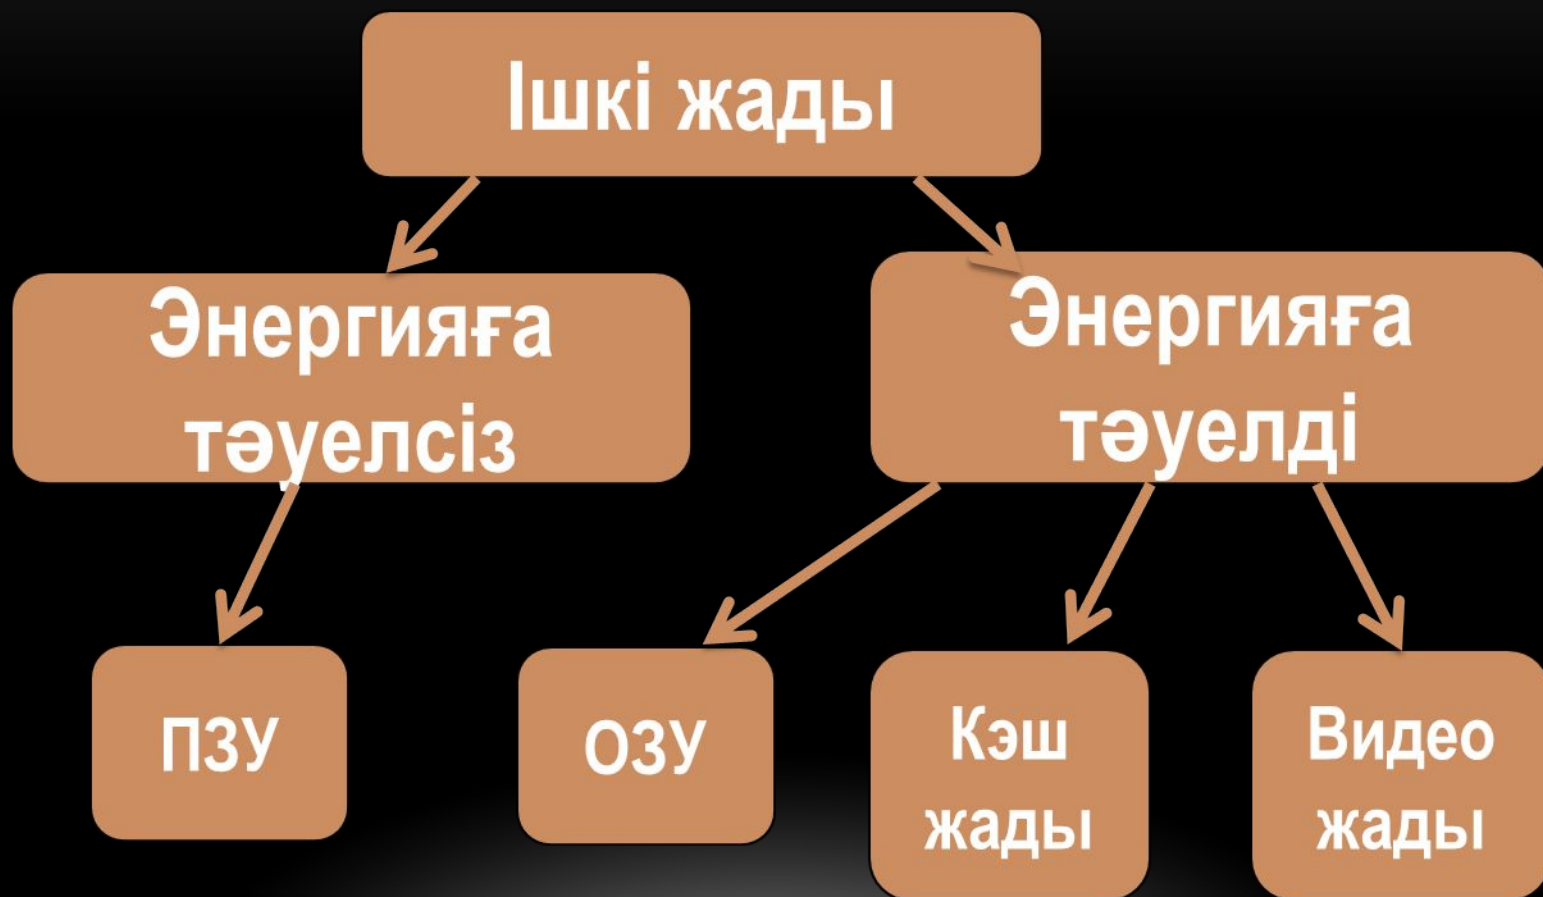 Ішкі жады
Энергияға
тәуелсіз
Энергияға
тәуелді
ПЗУ
ОЗУ
Кэш
жады
Видео
жады